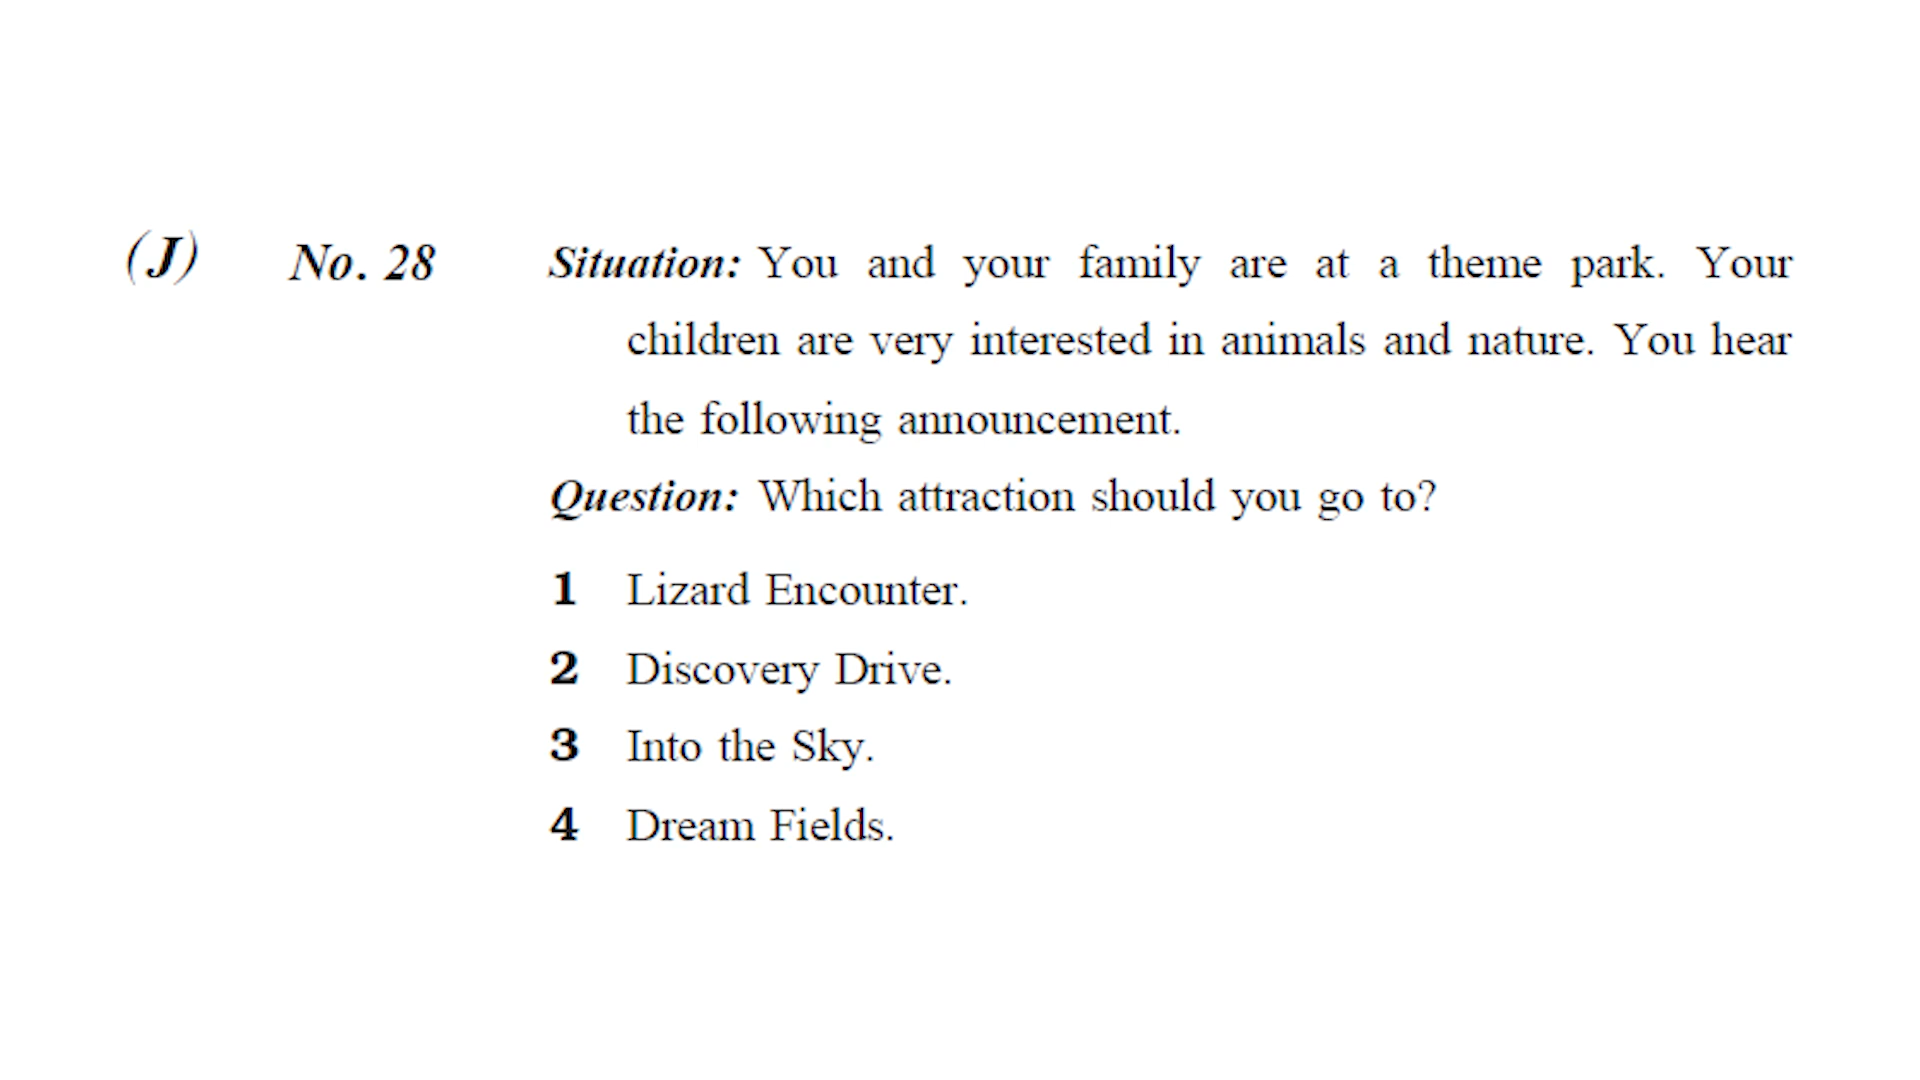 (J) No. 28 Situation: You and your family are at a theme park. Your
children are very interested in animals and nature. You hear
the following announcement.
Question: Which attraction should you go to?
1 Lizard Encounter.
2 Discovery Drive.
3 Into the Sky.
4 Dream Fields.